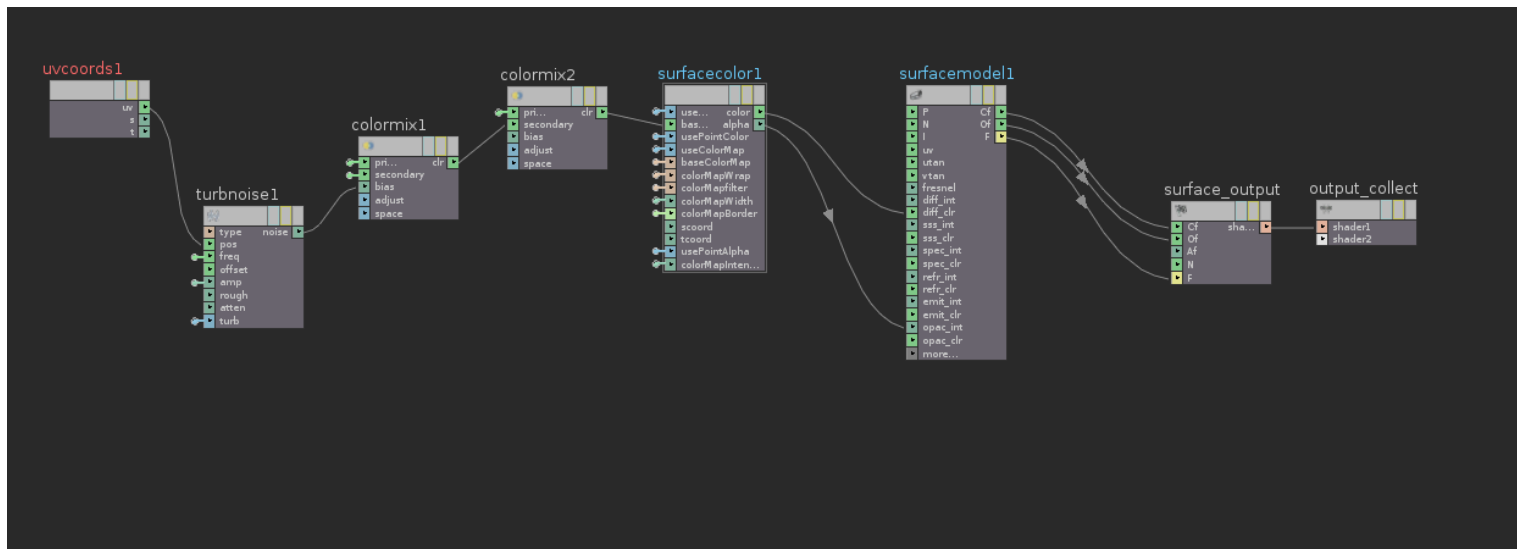 uvcoords1
uv
s
t
turbnoise1
type noise
pos
freq
offset
amp
rough
atten
turb
colormix1
pri... clr
secondary
bias
adjust
space
colormix2
pri... clr
secondary
bias
adjust
space
surfacecolor1
use... color
bas... alpha
usePointColor
useColorMap
baseColorMap
colorMapWrap
colorMapfilter
colorMapWidth
colorMapBorder
scoord
tcoord
usePointAlpha
colorMapInten...
surfacemodel1
P Cf
N Of
I F
uv
utan
vtan
fresnel
diff_int
diff_clr
sss_int
sss_clr
spec_int
spec_clr
refr_int
refr_clr
emit_int
emit_clr
opac_int
opac_clr
more...
surface_output
Cf sha...
Of
Af
N
F
output_collect
shader1
shader2